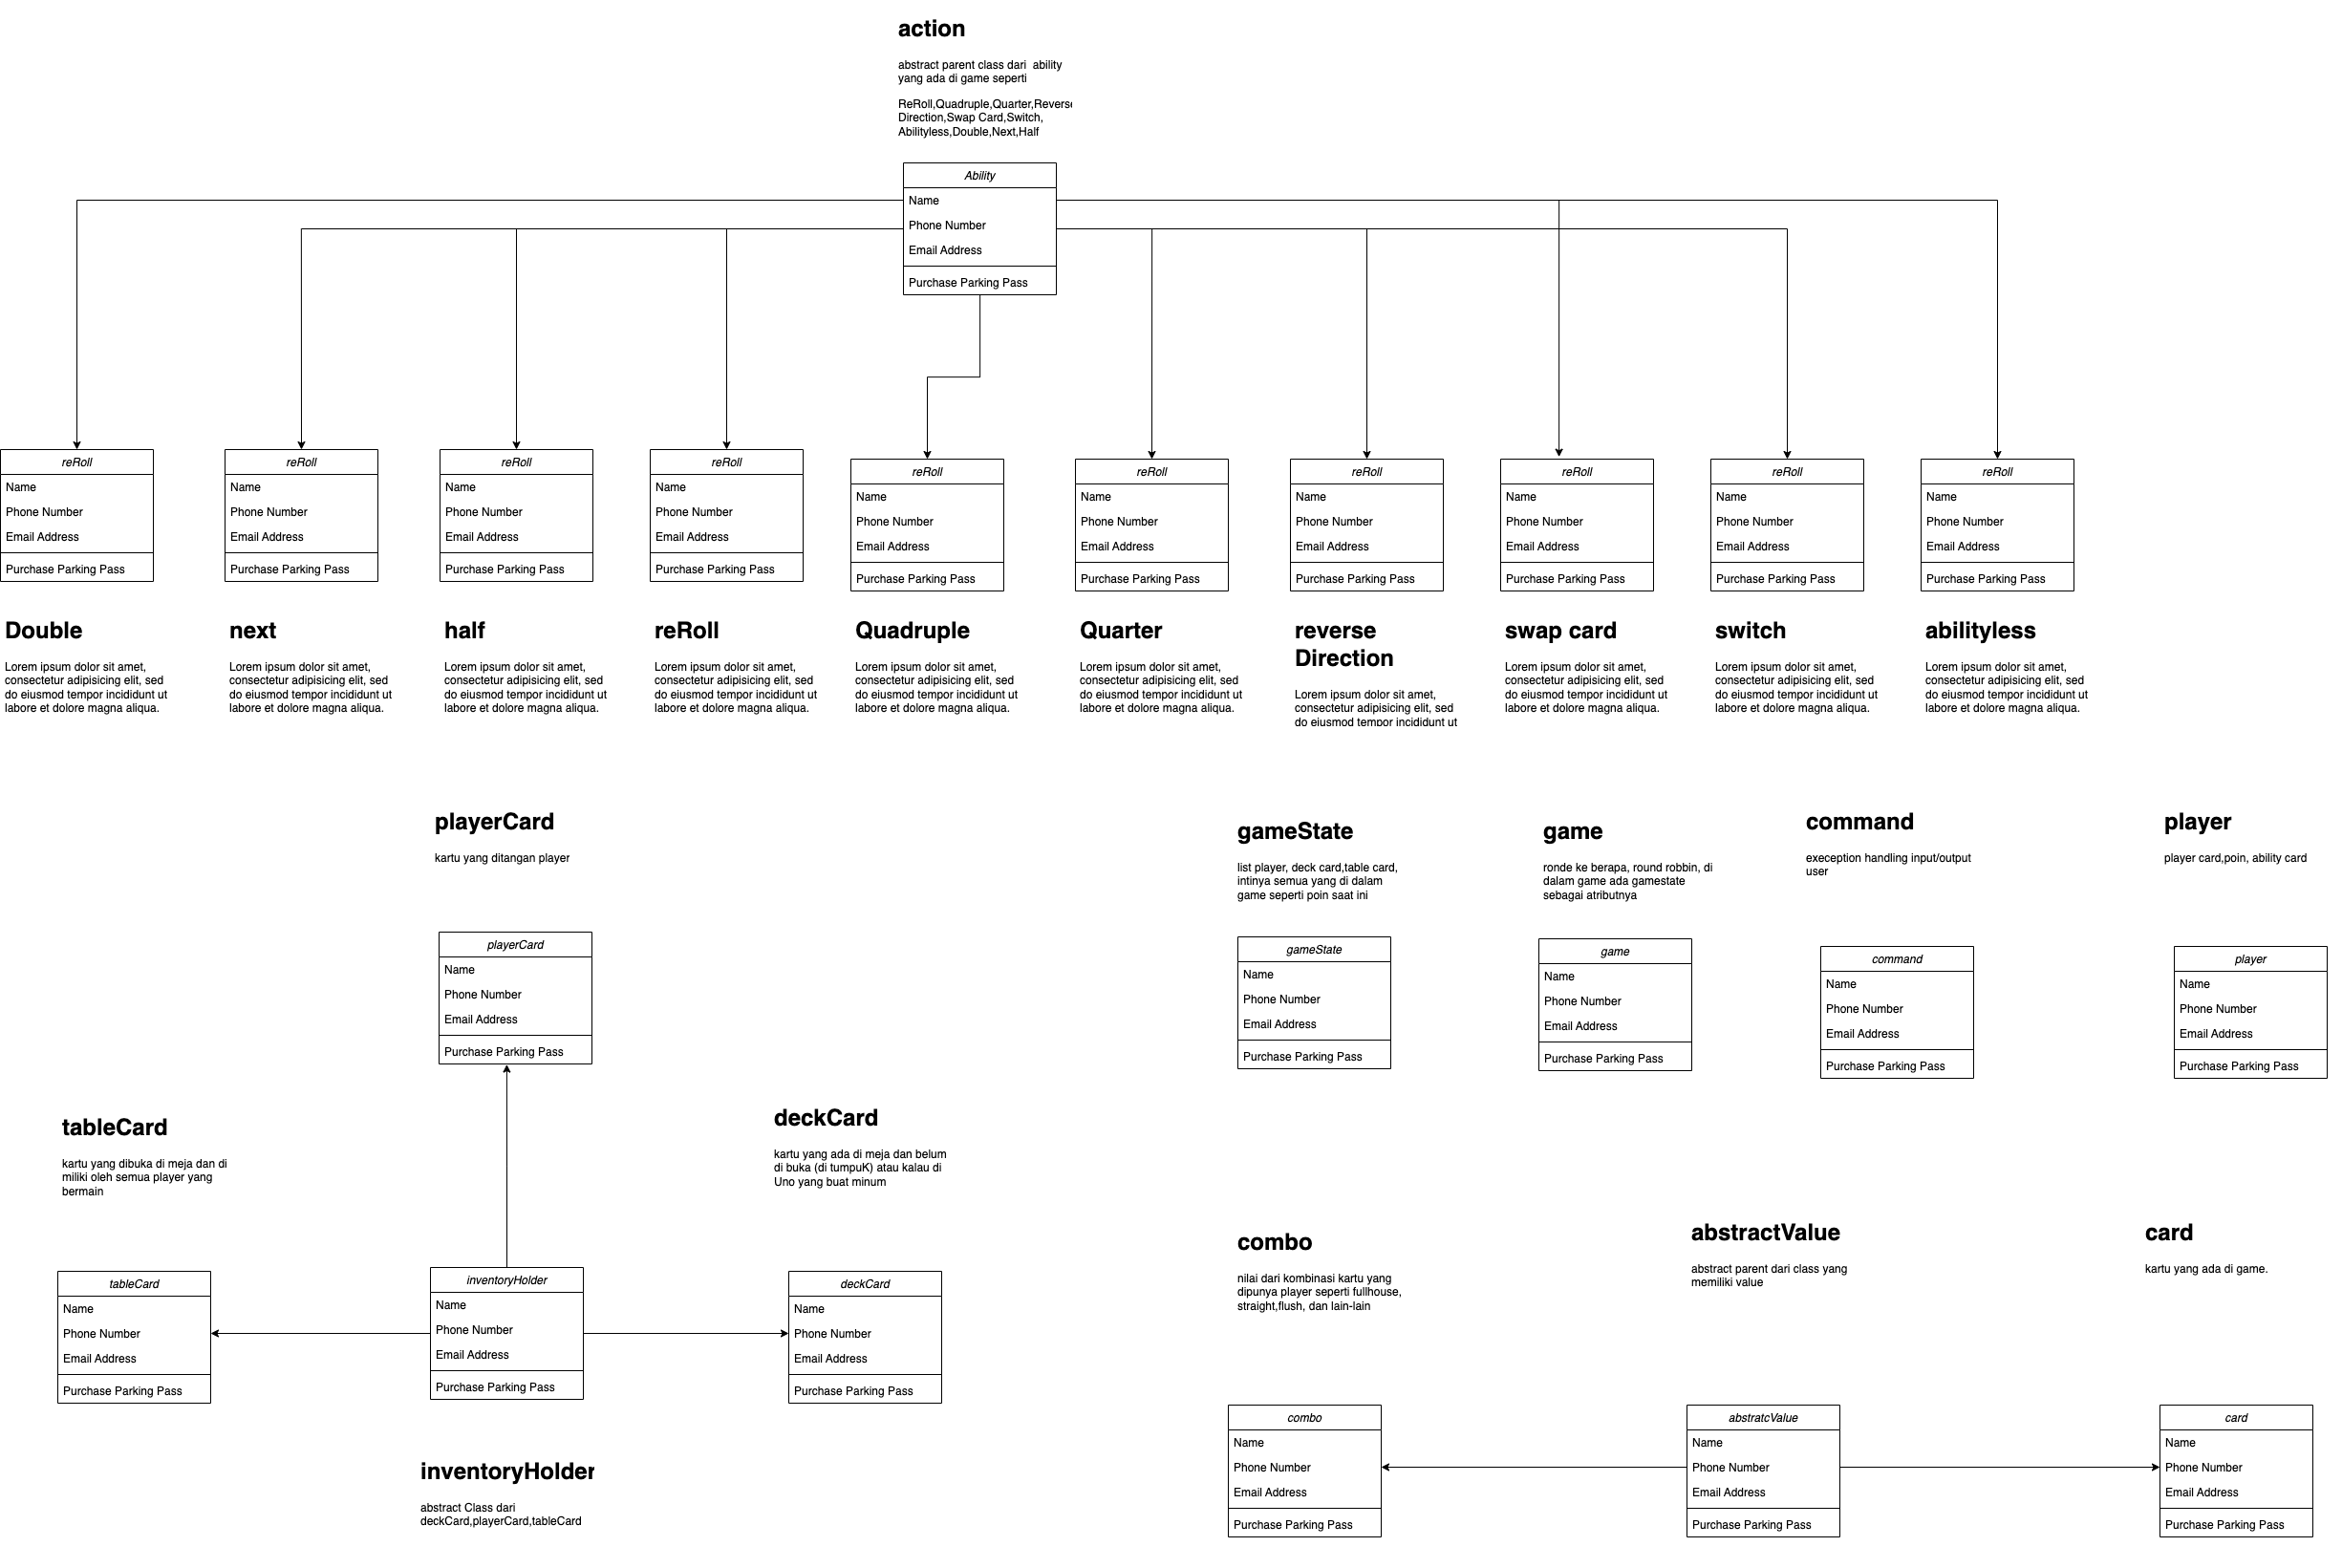 action
abstract parent class dari  ability
yang ada di game seperti
ReRoll,Quadruple,Quarter,Reverse
Direction,Swap Card,Switch,
Abilityless,Double,Next,Half
Ability
Name
Phone Number
Email Address
Purchase Parking Pass
reRoll
Name
Phone Number
Email Address
Purchase Parking Pass
Double
Lorem ipsum dolor sit amet,
consectetur adipisicing elit, sed
do eiusmod tempor incididunt ut
labore et dolore magna aliqua.
reRoll
Name
Phone Number
Email Address
Purchase Parking Pass
next
Lorem ipsum dolor sit amet,
consectetur adipisicing elit, sed
do eiusmod tempor incididunt ut
labore et dolore magna aliqua.
reRoll
Name
Phone Number
Email Address
Purchase Parking Pass
half
Lorem ipsum dolor sit amet,
consectetur adipisicing elit, sed
do eiusmod tempor incididunt ut
labore et dolore magna aliqua.
reRoll
Name
Phone Number
Email Address
Purchase Parking Pass
reRoll
Lorem ipsum dolor sit amet,
consectetur adipisicing elit, sed
do eiusmod tempor incididunt ut
labore et dolore magna aliqua.
reRoll
Name
Phone Number
Email Address
Purchase Parking Pass
Quadruple
Lorem ipsum dolor sit amet,
consectetur adipisicing elit, sed
do eiusmod tempor incididunt ut
labore et dolore magna aliqua.
reRoll
Name
Phone Number
Email Address
Purchase Parking Pass
Quarter
Lorem ipsum dolor sit amet,
consectetur adipisicing elit, sed
do eiusmod tempor incididunt ut
labore et dolore magna aliqua.
reRoll
Name
Phone Number
Email Address
Purchase Parking Pass
reverse
Direction
Lorem ipsum dolor sit amet,
consectetur adipisicing elit, sed
do eiusmod tempor incididunt ut
reRoll
Name
Phone Number
Email Address
Purchase Parking Pass
swap card
Lorem ipsum dolor sit amet,
consectetur adipisicing elit, sed
do eiusmod tempor incididunt ut
labore et dolore magna aliqua.
reRoll
Name
Phone Number
Email Address
Purchase Parking Pass
switch
Lorem ipsum dolor sit amet,
consectetur adipisicing elit, sed
do eiusmod tempor incididunt ut
labore et dolore magna aliqua.
reRoll
Name
Phone Number
Email Address
Purchase Parking Pass
abilityless
Lorem ipsum dolor sit amet,
consectetur adipisicing elit, sed
do eiusmod tempor incididunt ut
labore et dolore magna aliqua.
playerCard
kartu yang ditangan player
playerCard
Name
Phone Number
Email Address
Purchase Parking Pass
tableCard
kartu yang dibuka di meja dan di
miliki oleh semua player yang
bermain
tableCard
Name
Phone Number
Email Address
Purchase Parking Pass
inventoryHolder
Name
Phone Number
Email Address
Purchase Parking Pass
inventoryHolder
abstract Class dari
deckCard,playerCard,tableCard
deckCard
kartu yang ada di meja dan belum
di buka (di tumpuK) atau kalau di
Uno yang buat minum
deckCard
Name
Phone Number
Email Address
Purchase Parking Pass
gameState
list player, deck card,table card,
intinya semua yang di dalam
game seperti poin saat ini
gameState
Name
Phone Number
Email Address
Purchase Parking Pass
game
ronde ke berapa, round robbin, di
dalam game ada gamestate
sebagai atributnya
game
Name
Phone Number
Email Address
Purchase Parking Pass
command
exeception handling input/output
user
command
Name
Phone Number
Email Address
Purchase Parking Pass
player
player card,poin, ability card
player
Name
Phone Number
Email Address
Purchase Parking Pass
combo
nilai dari kombinasi kartu yang
dipunya player seperti fullhouse,
straight,flush, dan lain-lain
combo
Name
Phone Number
Email Address
Purchase Parking Pass
abstractValue
abstract parent dari class yang
memiliki value
abstratcValue
Name
Phone Number
Email Address
Purchase Parking Pass
card
kartu yang ada di game.
card
Name
Phone Number
Email Address
Purchase Parking Pass